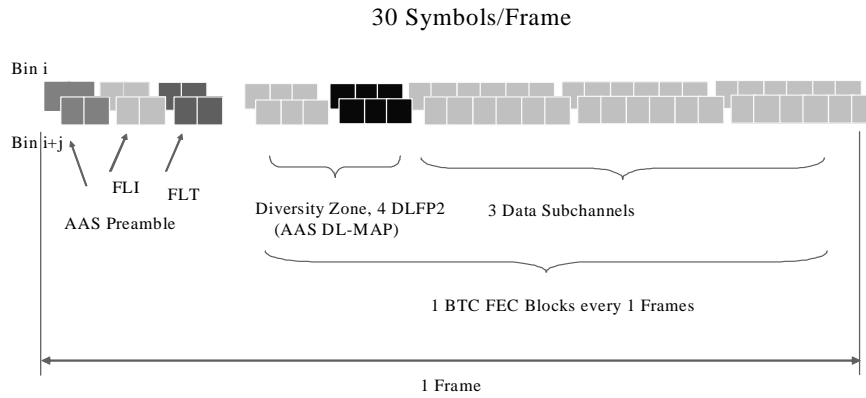 30 Symbols/Frame
Bin i
Bin i+j
FLI
FLT
AAS Preamble
Diversity Zone, 4 DLFP2
(AAS DL-MAP)
3 Data Subchannels
1 BTC FEC Blocks every 1 Frames
1 Frame